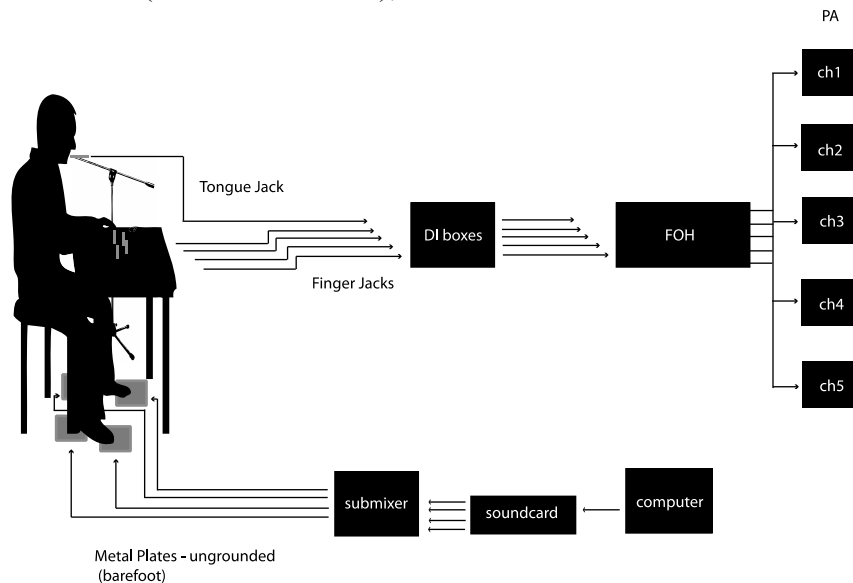 PA
ch1
ch2
Tongue Jack
ch3
DI boxes
FOH
Finger Jacks
ch4
ch5
submixer
soundcard
computer
Metal Plates - ungrounded
(barefoot)